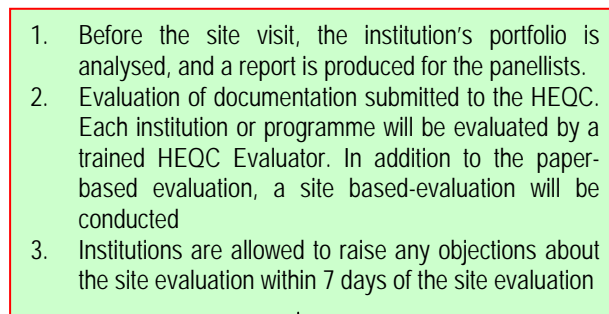 1. Before the site visit, the institution's portfolio is
analysed, and a report is produced for the panellists.
2. Evaluation of documentation submitted to the HEQC.
Each institution or programme will be evaluated by a
trained HEQC Evaluator. In addition to the paper-
based evaluation, a site based-evaluation will be
conducted
3. Institutions are allowed to raise any objections about
the site evaluation within 7 days of the site evaluation